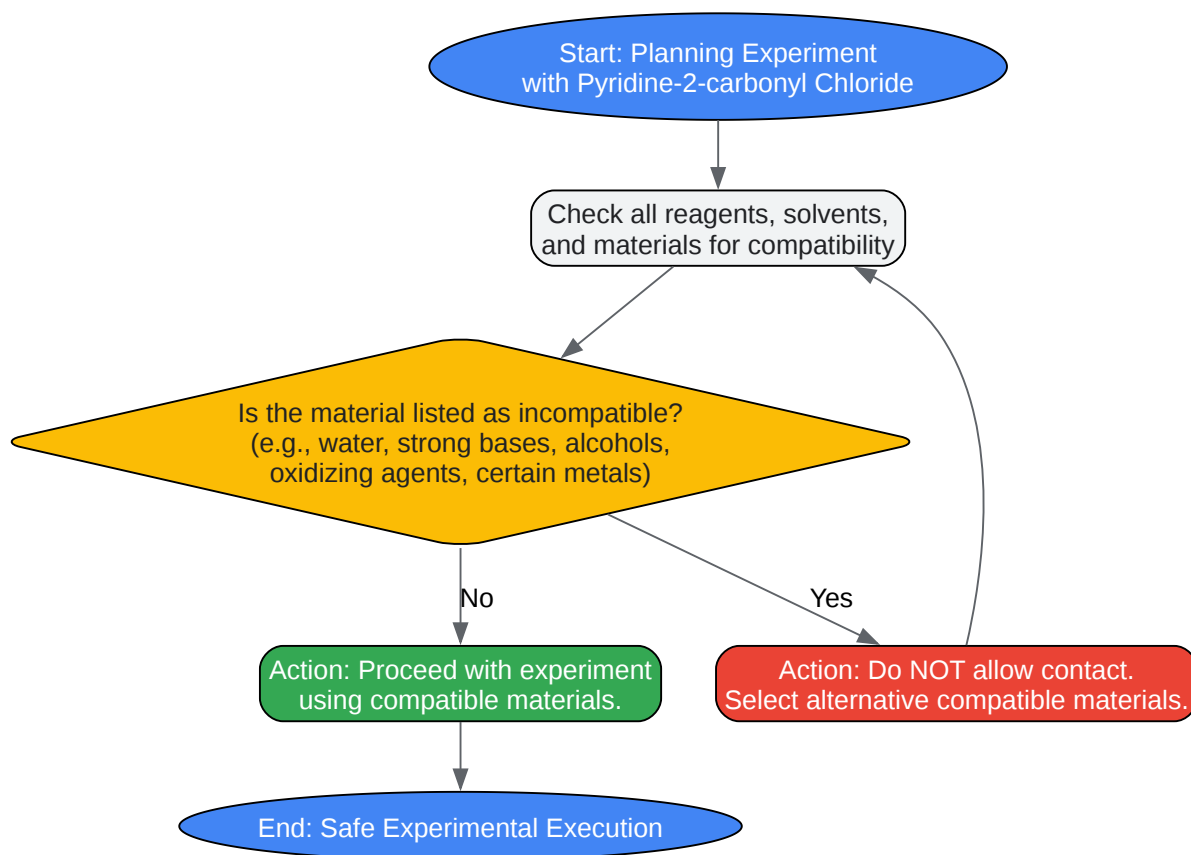 Start: Planning Experiment
with Pyridine-2-carbonyl Chloride
Check all reagents, solvents,
and materials for compatibility
Is the material listed as incompatible?
(e.g., water, strong bases, alcohols,
oxidizing agents, certain metals)
No
Yes
Action: Proceed with experiment
using compatible materials.
Action: Do NOT allow contact.
Select alternative compatible materials.
End: Safe Experimental Execution